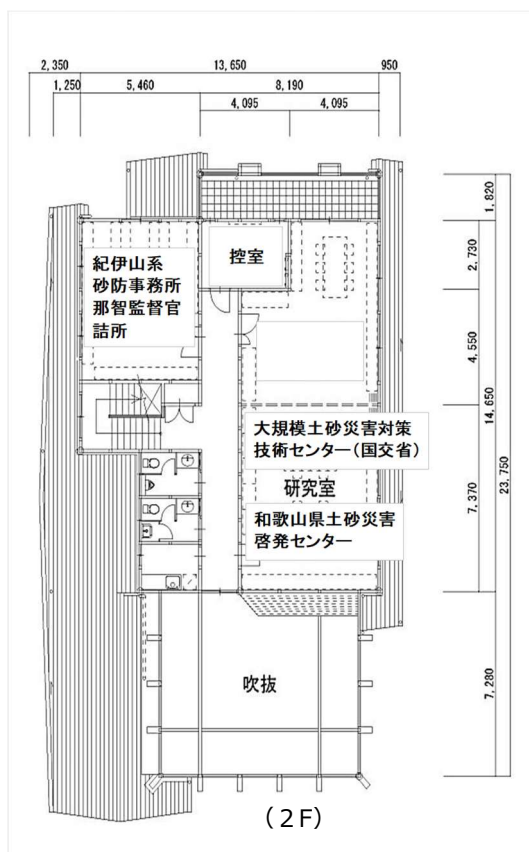 2,350
13,650
950
1,250
5,460
8,190
4,095
4,095
1,820
2,730
4,550
14,650
7,370
23,750
7,280
紀伊山系
砂防事務所
那智監督官
詰所
控室
大規模土砂災害対策
技術センター（国交省）
研究室
和歌山県土砂災害
啓発センター
吹抜
（２F）